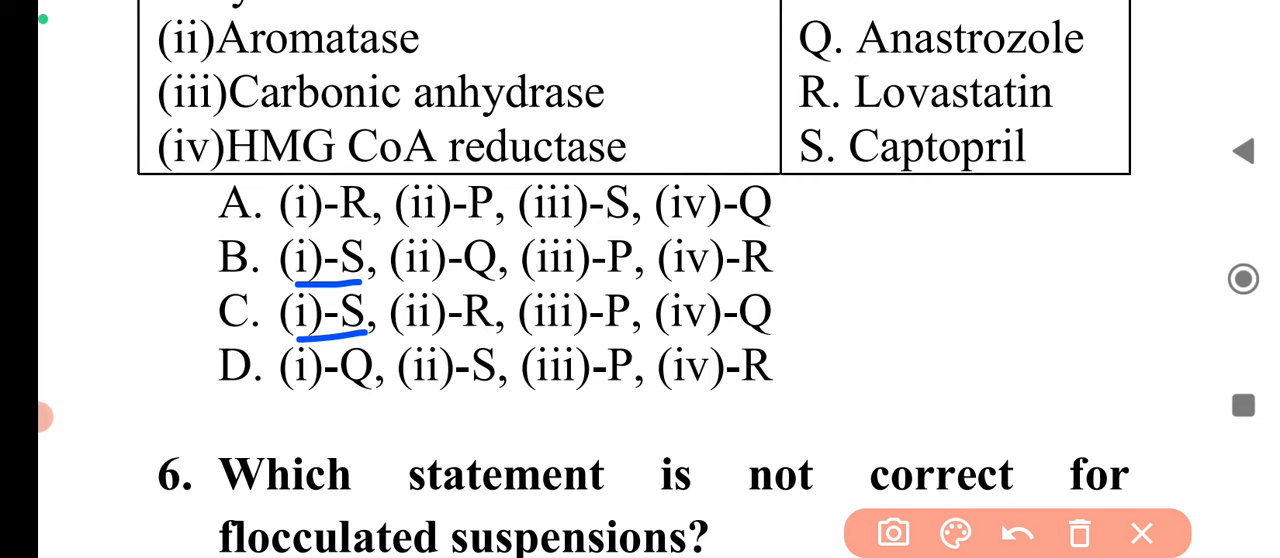 (ii)Aromatase Q. Anastrozole
(iii)Carbonic anhydrase R. Lovastatin
(iv)HMG CoA reductase S. Captopril
A. (i)-R, (ii)-P, (iii)-S, (iv)-Q
B. (i)-S, (ii)-Q, (iii)-P, (iv)-R
C. (i)-S, (ii)-R, (iii)-P, (iv)-Q
D. (i)-Q, (ii)-S, (iii)-P, (iv)-R
6. Which statement is not correct for
flocculated suspensions?